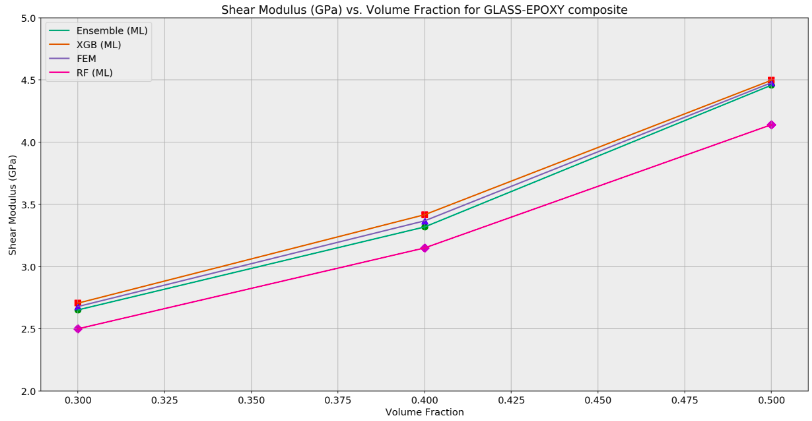 Shear Modulus (GPa) vs. Volume Fraction for GLASS-EPOXY composite
Ensemble (ML)
XGB (ML)
FEM
RF (ML)
Shear Modulus (GPa)
5.0
4.5
4.0
3.5
3.0
2.5
2.0
0.300 0.325 0.350 0.375 0.400 0.425 0.450 0.475 0.500
Volume Fraction